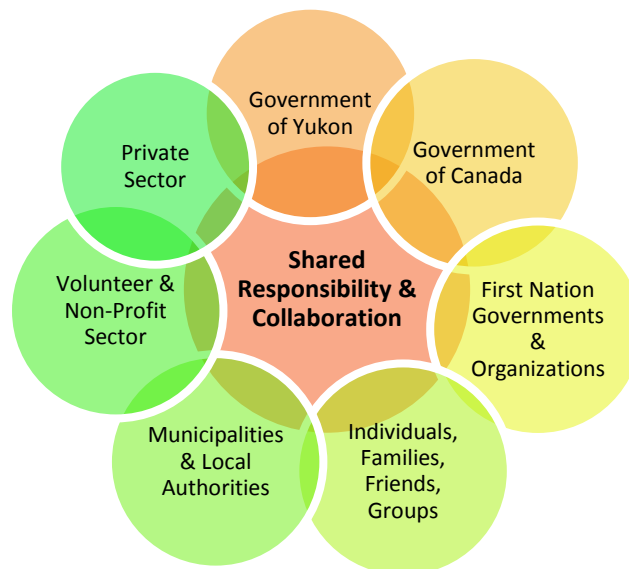 Government
of Yukon
Government
of Canada
First Nation
Governments
&
Organizations
Individuals,
Families,
Friends,
Groups
Municipalities
& Local
Authorities
Volunteer &
Non-Profit
Sector
Private
Sector
Shared
Responsibility &
Collaboration